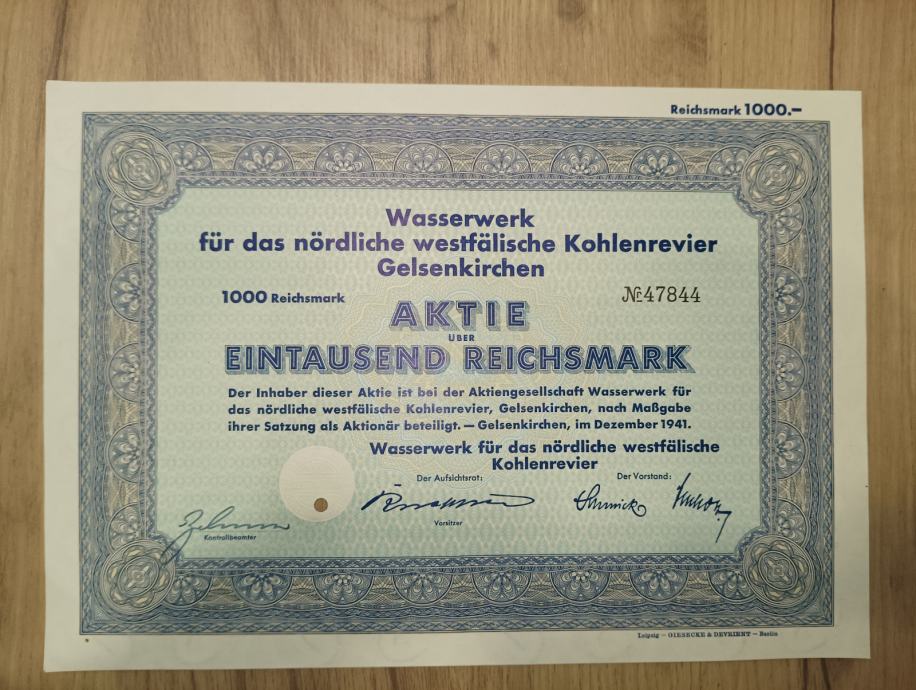 Reichsmark 1000.–
Wasserwerk
für das nördliche westfälische Kohlenrevier
Gelsenkirchen
1000 Reichsmark
№ 47844
AKTIE
ÜBER
EINTAUSEND REICHSMARK
Der Inhaber dieser Aktie ist bei der Aktiengesellschaft Wasserwerk für
das nördliche westfälische Kohlenrevier, Gelsenkirchen, nach Maßgabe
ihrer Satzung als Aktionär beteiligt. — Gelsenkirchen, im Dezember 1941.
Wasserwerk für das nördliche westfälische
Kohlenrevier
Der Aufsichtsrat:
Der Vorstand:
Vorsitzer
Kontrollbeamter
Leipzig – GIESECKE & DEVRIENT – Berlin